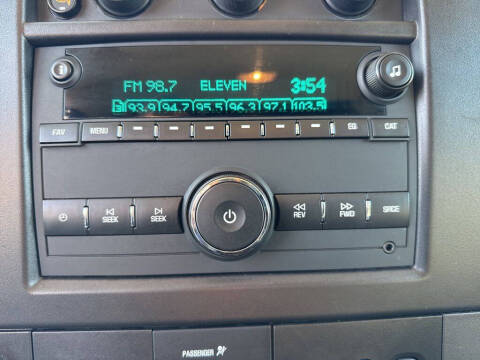 FM 98.7 ELEVEN 3:54
93.9 94.7 95.5 96.3 97.1 103.5
FAV MENU EQ CAT
SEEK SEEK REV FWD SRCE
PASSENGER